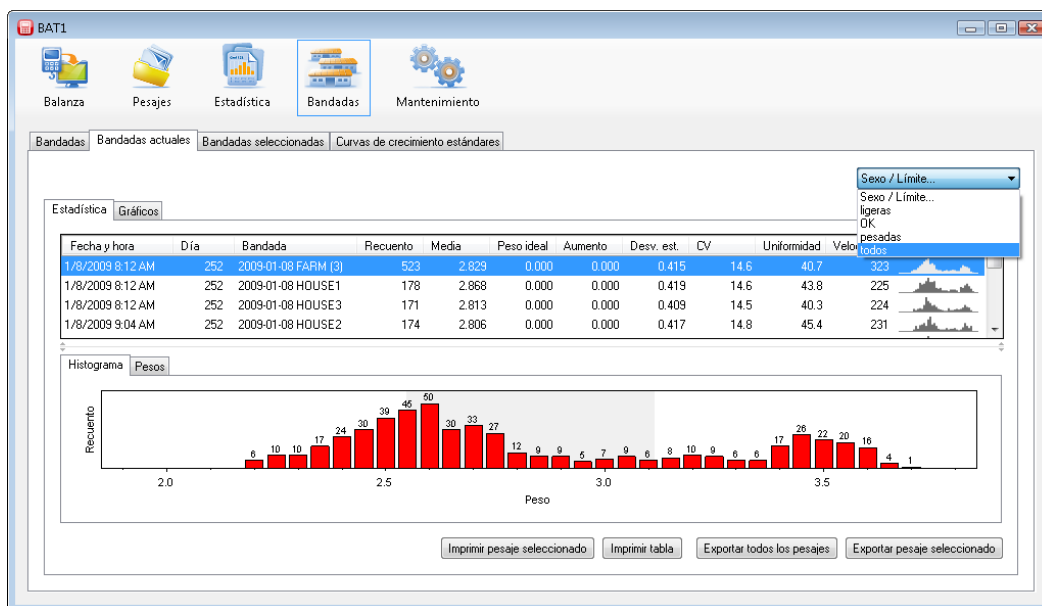 BAT1
Balanza Pesajes Estadística Bandadas Mantenimiento
Bandadas Bandadas actuales Bandadas seleccionadas Curvas de crecimiento estándares
Sexo / Límite...
Sexo / Límite...
ligeras
OK
pesadas
todos
Estadística Gráficos
Fecha y hora Día Bandada Recuento Media Peso ideal Aumento Desv. est. CV Uniformidad Veloc
1/8/2009 8:12 AM 252 2009-01-08 FARM (3) 523 2.829 0.000 0.000 0.415 14.6 40.7 323
1/8/2009 8:12 AM 252 2009-01-08 HOUSE1 178 2.868 0.000 0.000 0.419 14.6 43.8 225
1/8/2009 8:12 AM 252 2009-01-08 HOUSE3 171 2.813 0.000 0.000 0.409 14.5 40.3 224
1/8/2009 9:04 AM 252 2009-01-08 HOUSE2 174 2.806 0.000 0.000 0.417 14.8 45.4 231
Histograma Pesos
Recuento
6 10 10 17 24 30 39 45 50 30 33 27 12 9 9 5 7 9 6 8 10 9 6 6 17 26 22 20 16 4 1
2.0 2.5 3.0 3.5
Peso
Imprimir pesaje seleccionado Imprimir tabla Exportar todos los pesajes Exportar pesaje seleccionado